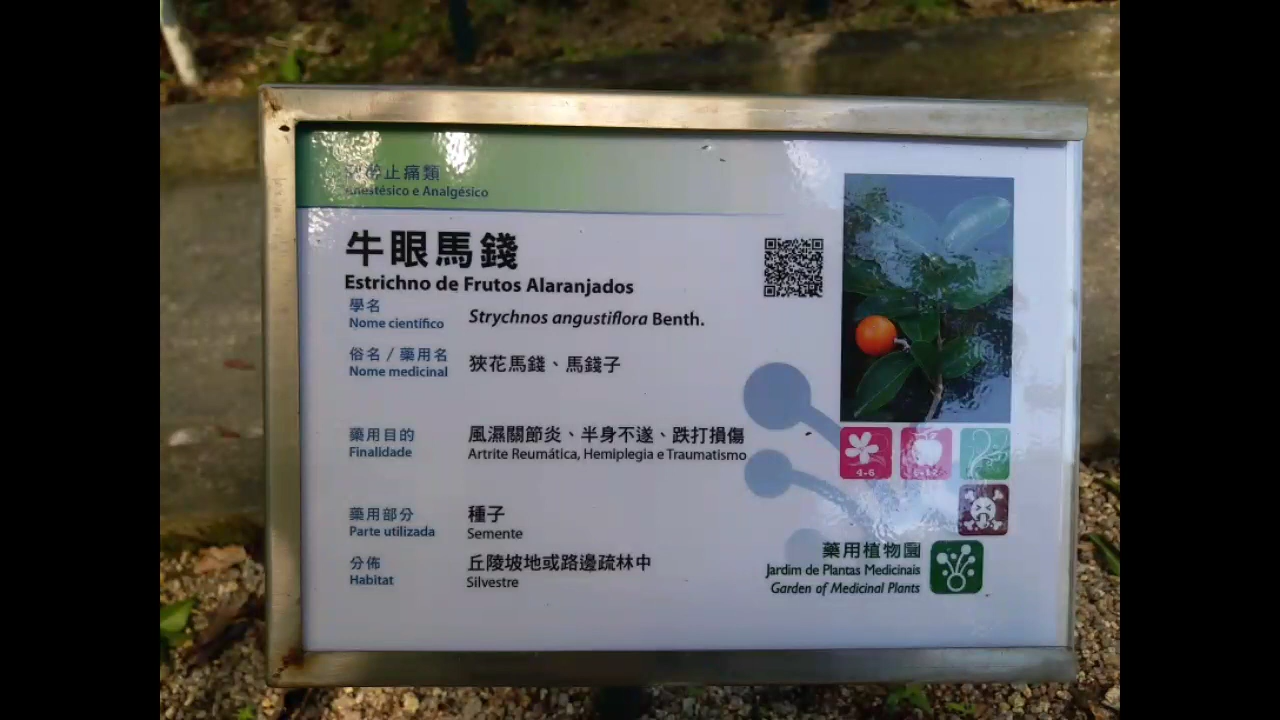 止痛類
Anestésico e Analgésico
牛眼馬錢
Estrichno de Frutos Alaranjados
學名
Nome científico
Strychnos angustiflora Benth.
俗名 / 藥用名
Nome medicinal
狹花馬錢、馬錢子
藥用目的
Finalidade
風濕關節炎、半身不遂、跌打損傷
Artrite Reumática, Hemiplegia e Traumatismo
藥用部分
Parte utilizada
種子
Semente
分佈
Habitat
丘陵坡地或路邊疏林中
Silvestre
4-6
藥用植物園
Jardim de Plantas Medicinais
Garden of Medicinal Plants